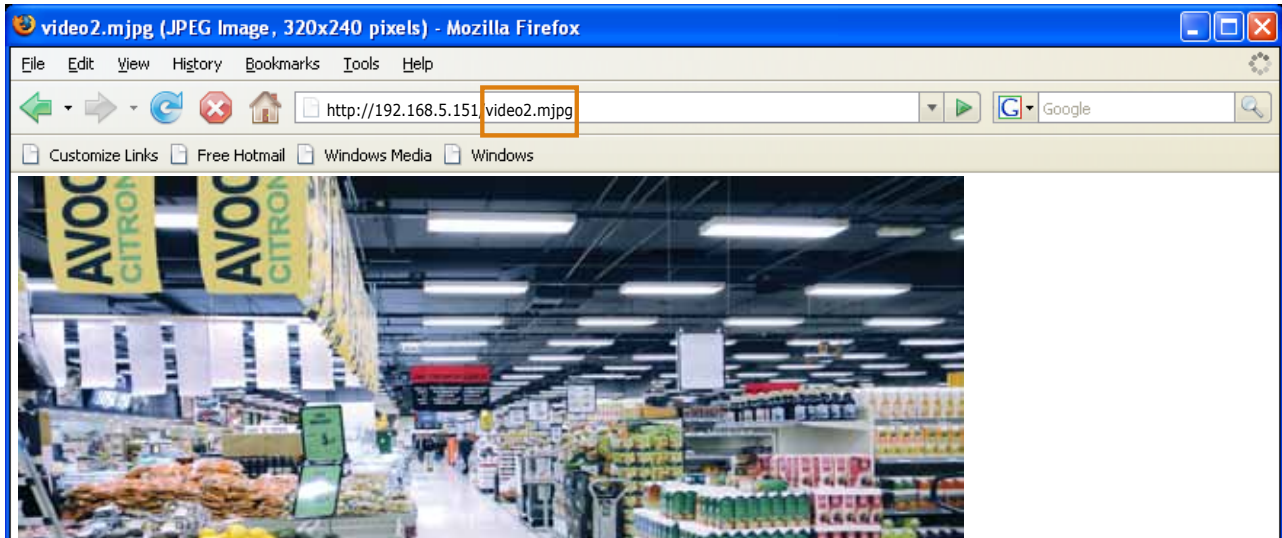 video2.mjpg (JPEG Image, 320x240 pixels) - Mozilla Firefox
File Edit View History Bookmarks Tools Help
http://192.168.5.151/video2.mjpg G Google
Customize Links Free Hotmail Windows Media Windows
AVOC
CITRON
AVOC
CITRON